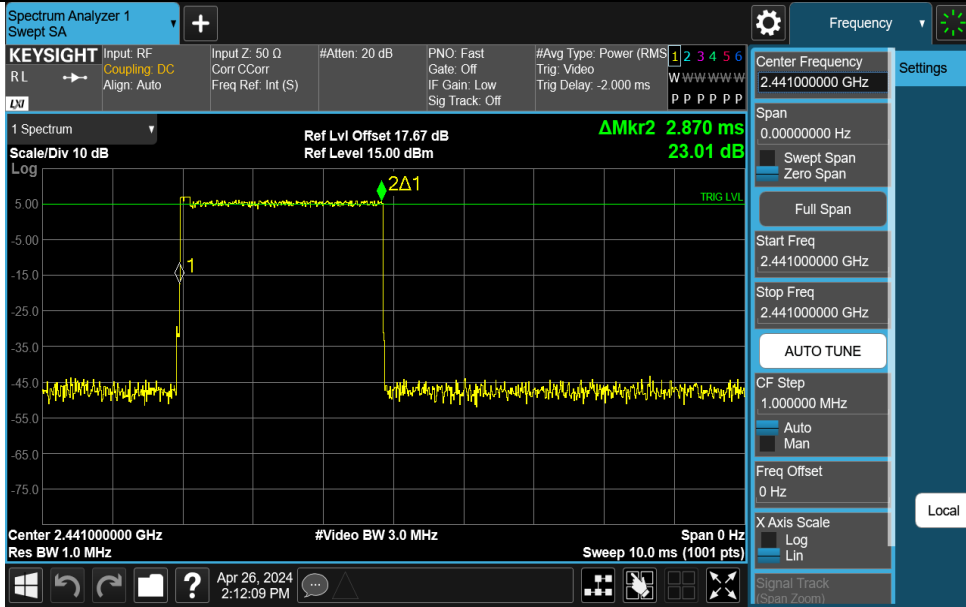 Spectrum Analyzer 1
Swept SA
Frequency
KEYSIGHT
R L
LXI
Input: RF
Coupling: DC
Align: Auto
Input Z: 50 Ω
Corr CCorr
Freq Ref: Int (S)
#Atten: 20 dB
PNO: Fast
Gate: Off
IF Gain: Low
Sig Track: Off
#Avg Type: Power (RMS
Trig: Video
Trig Delay: -2.000 ms
1 2 3 4 5 6
W W W W W W
P P P P P P
1 Spectrum
Scale/Div 10 dB
Log
Ref Lvl Offset 17.67 dB
Ref Level 15.00 dBm
ΔMkr2 2.870 ms
23.01 dB
2Δ1
TRIG LVL
1
5.00
-5.00
-15.0
-25.0
-35.0
-45.0
-55.0
-65.0
-75.0
Center 2.441000000 GHz
Res BW 1.0 MHz
#Video BW 3.0 MHz
Span 0 Hz
Sweep 10.0 ms (1001 pts)
Center Frequency
2.441000000 GHz
Span
0.00000000 Hz
Swept Span
Zero Span
Full Span
Start Freq
2.441000000 GHz
Stop Freq
2.441000000 GHz
AUTO TUNE
CF Step
1.000000 MHz
Auto
Man
Freq Offset
0 Hz
X Axis Scale
Log
Lin
Signal Track
(Span Zoom)
Settings
Local
?
Apr 26, 2024
2:12:09 PM